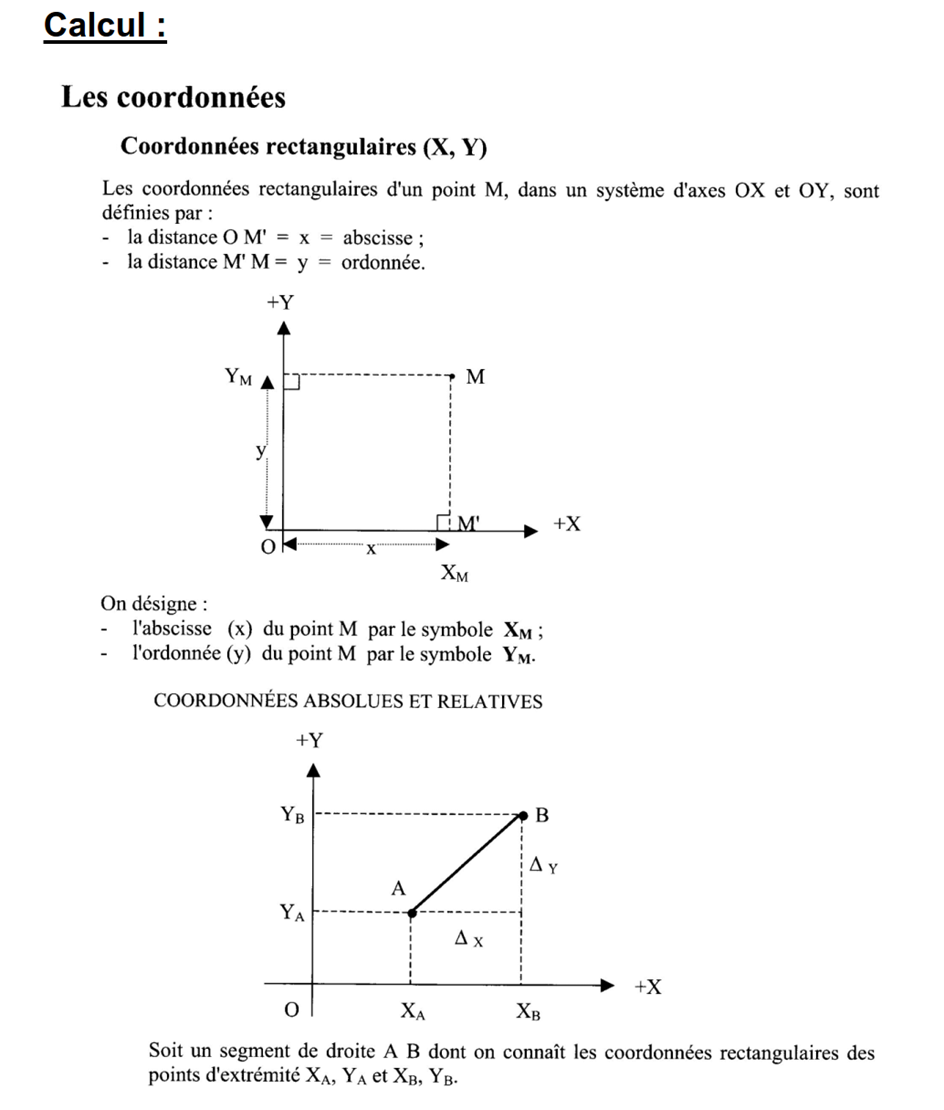 Calcul :
Les coordonnées
Coordonnées rectangulaires (X, Y)
Les coordonnées rectangulaires d'un point M, dans un système d'axes OX et OY, sont
définies par :
- la distance O M' = x = abscisse ;
- la distance M' M = y = ordonnée.
+Y
YM
M
y
M'
+X
O
x
XM
On désigne :
- l'abscisse (x) du point M par le symbole XM ;
- l'ordonnée (y) du point M par le symbole YM.
COORDONNÉES ABSOLUES ET RELATIVES
+Y
YB
B
Δ Y
A
YA
Δ X
+X
O
XA
XB
Soit un segment de droite A B dont on connaît les coordonnées rectangulaires des
points d'extrémité XA, YA et XB, YB.